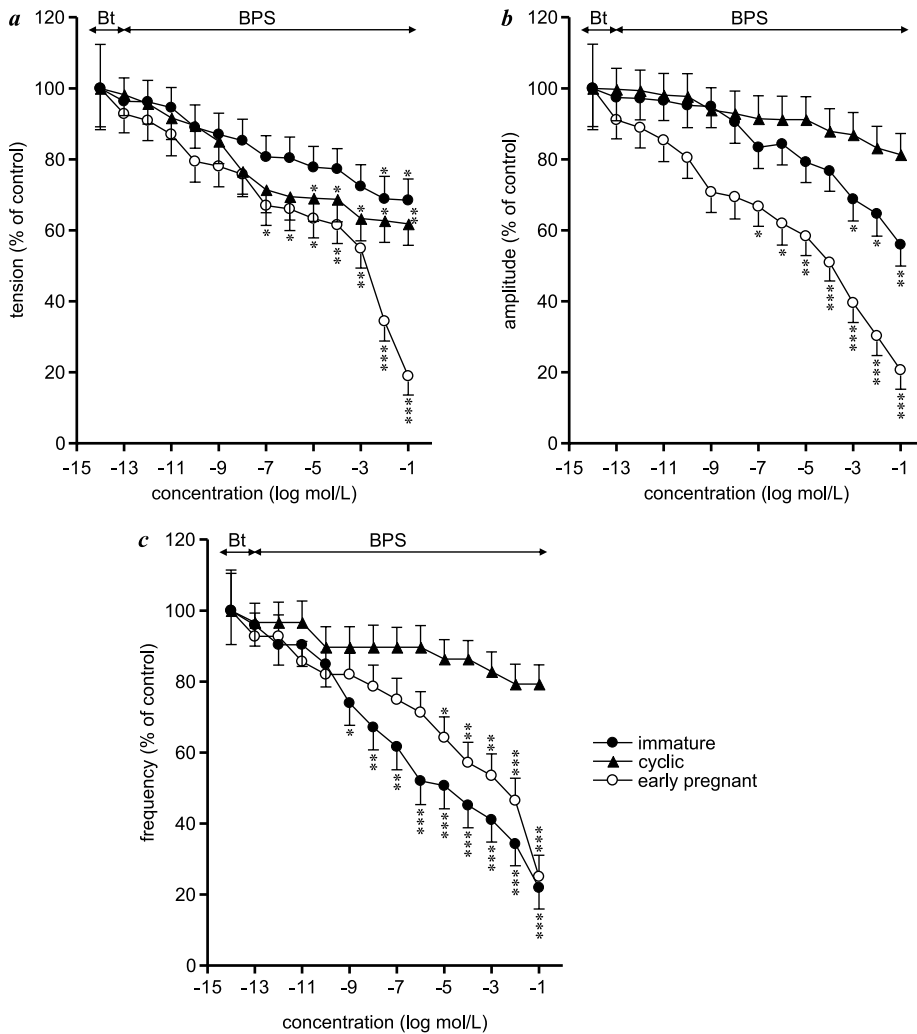 a
Bt
BPS
120
100
80
60
40
20
0
tension (% of control)
-15 -13 -11 -9 -7 -5 -3 -1
concentration (log mol/L)
* * * * * * ** * * * ** ** *** ***
b
Bt
BPS
120
100
80
60
40
20
0
amplitude (% of control)
-15 -13 -11 -9 -7 -5 -3 -1
concentration (log mol/L)
* * ** * * ** *** *** *** ***
c
Bt
BPS
120
100
80
60
40
20
0
frequency (% of control)
-15 -13 -11 -9 -7 -5 -3 -1
concentration (log mol/L)
* ** ** *** *** ***
* ** ** *** *** *** *** *** ***
immature
cyclic
early pregnant